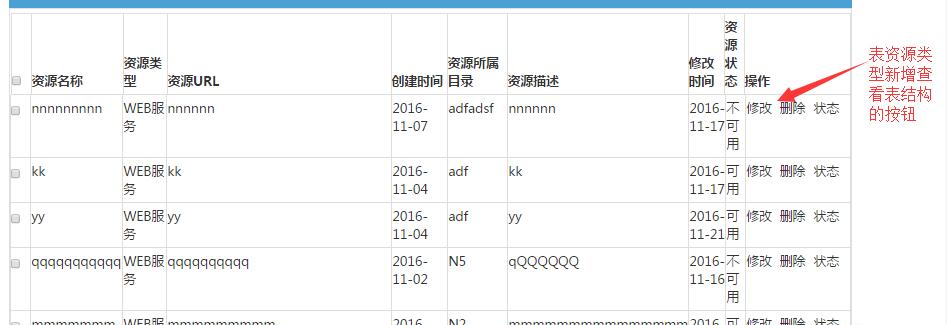 资源名称 资源类型 资源URL 创建时间 资源所属目录 资源描述 修改时间 资源状态 操作
nnnnnnnnn WEB服务 nnnnnn 2016-11-07 adfadsf nnnnnn 2016-11-17 不可用 修改 删除 状态
kk WEB服务 kk 2016-11-04 adf kk 2016-11-17 可用 修改 删除 状态
yy WEB服务 yy 2016-11-04 adf yy 2016-11-21 可用 修改 删除 状态
qqqqqqqqqqq WEB服务 qqqqqqqqqq 2016-11-02 N5 qQQQQQQ 2016-11-16 不可用 修改 删除 状态
WEB服 2016- N2 2016- 不 修改 删除 状态
表资源类
型新增查
看表结构
的按钮